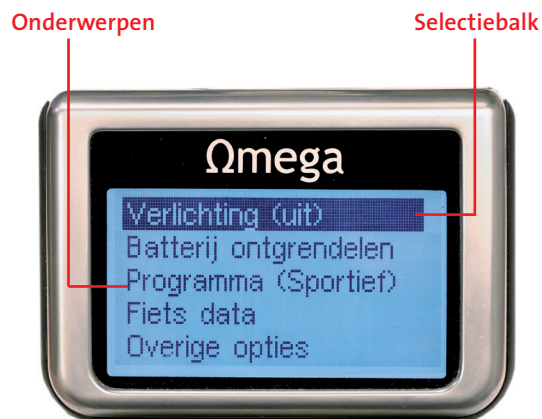 Onderwerpen Selectiebalk
Ωmega
Verlichting (uit)
Batterij ontgrendelen
Programma (Sportief)
Fiets data
Overige opties